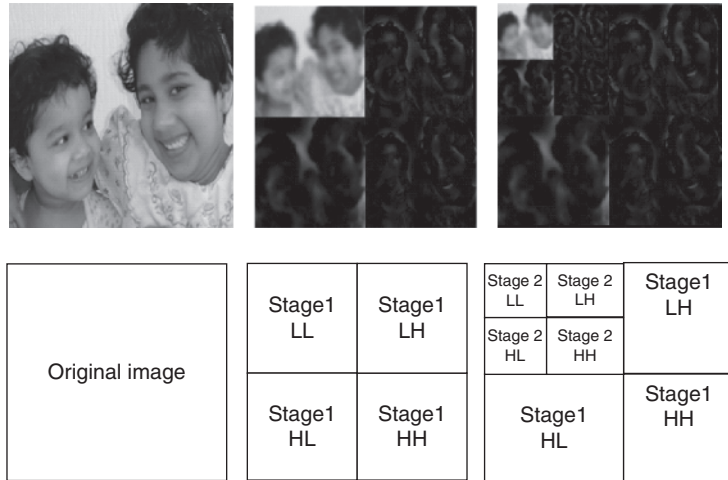 Original image
Stage1
LL
Stage1
LH
Stage1
HL
Stage1
HH
Stage 2
LL
Stage 2
LH
Stage 2
HL
Stage 2
HH
Stage1
LH
Stage1
HL
Stage1
HH